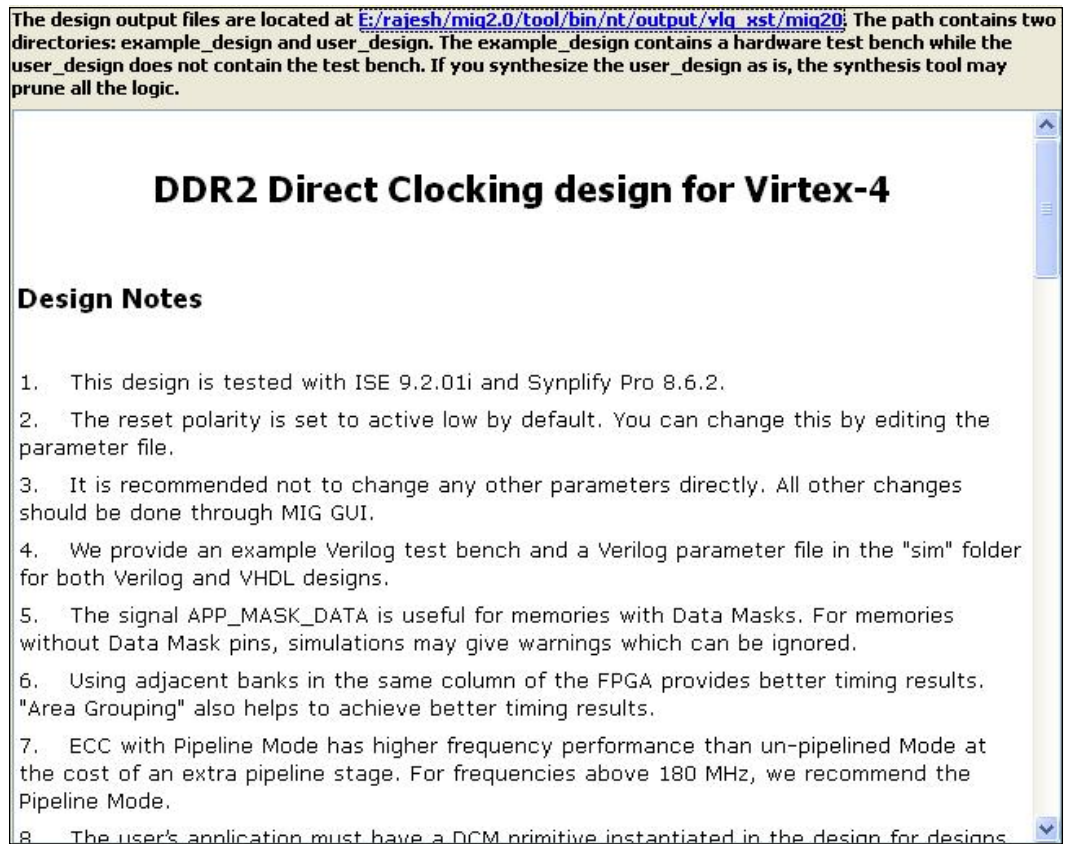 The design output files are located at E:/rajesh/mig2.0/tool/bin/nt/output/vlg_xst/mig20. The path contains two
directories: example_design and user_design. The example_design contains a hardware test bench while the
user_design does not contain the test bench. If you synthesize the user_design as is, the synthesis tool may
prune all the logic.
DDR2 Direct Clocking design for Virtex-4
Design Notes
1. This design is tested with ISE 9.2.01i and Synplify Pro 8.6.2.
2. The reset polarity is set to active low by default. You can change this by editing the
parameter file.
3. It is recommended not to change any other parameters directly. All other changes
should be done through MIG GUI.
4. We provide an example Verilog test bench and a Verilog parameter file in the "sim" folder
for both Verilog and VHDL designs.
5. The signal APP_MASK_DATA is useful for memories with Data Masks. For memories
without Data Mask pins, simulations may give warnings which can be ignored.
6. Using adjacent banks in the same column of the FPGA provides better timing results.
"Area Grouping" also helps to achieve better timing results.
7. ECC with Pipeline Mode has higher frequency performance than un-pipelined Mode at
the cost of an extra pipeline stage. For frequencies above 180 MHz, we recommend the
Pipeline Mode.
8. The user's application must have a DCM primitive instantiated in the design for designs